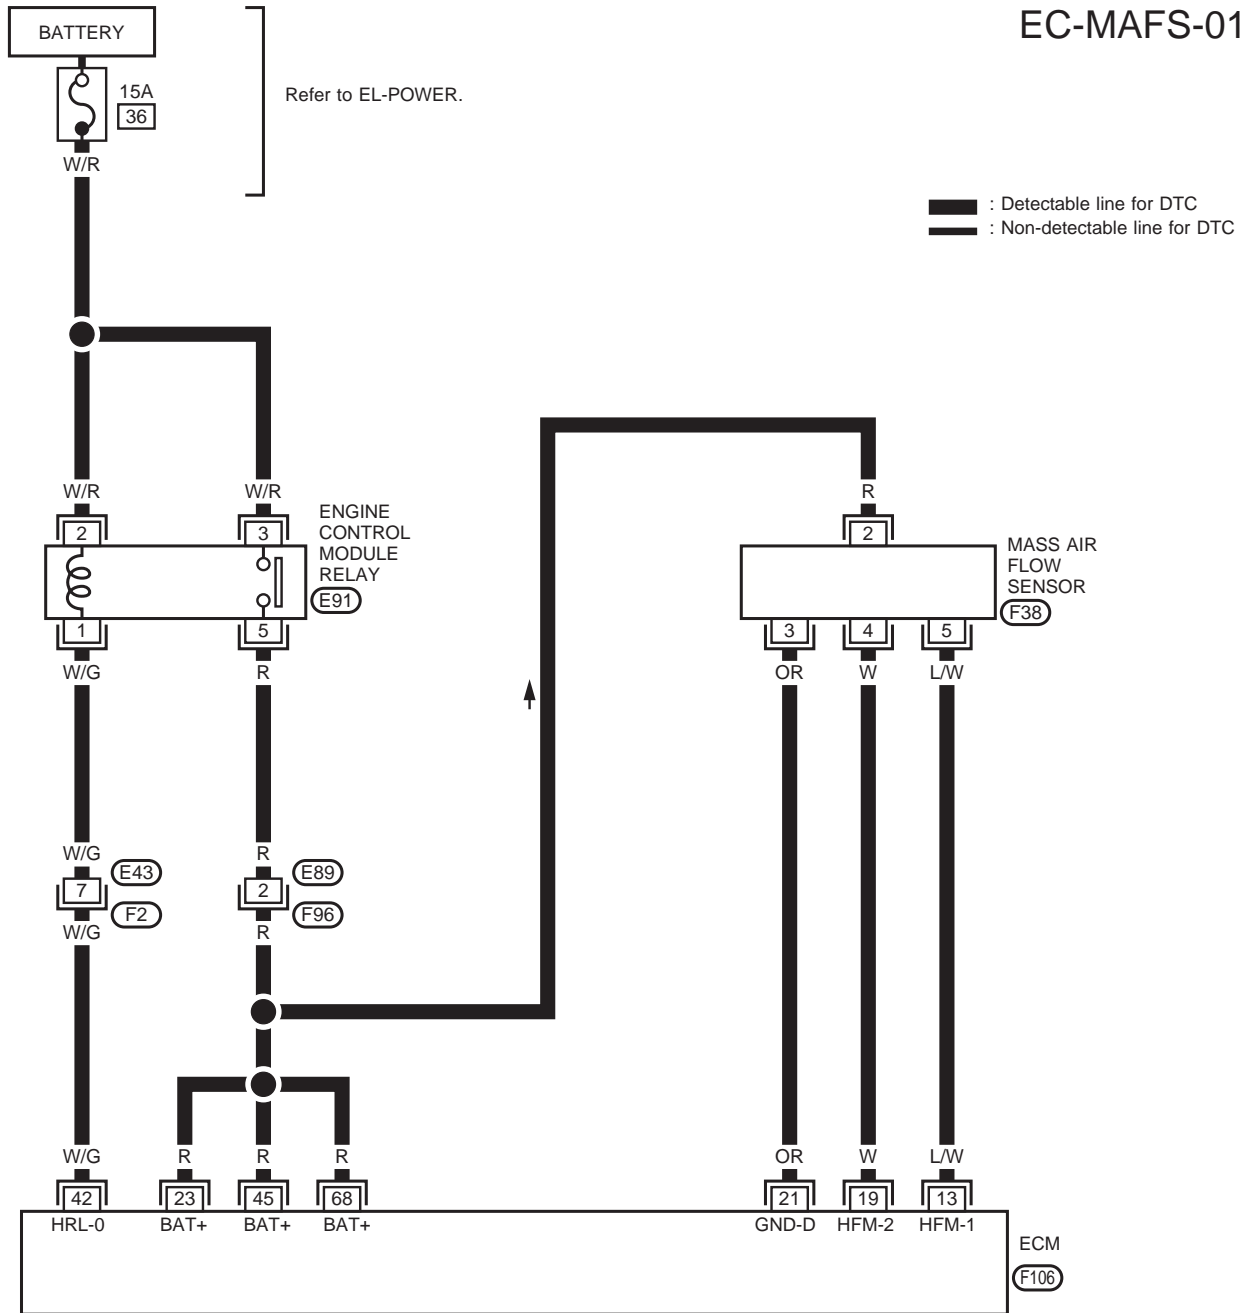 EC-MAFS-01
BATTERY
15A
36
Refer to EL-POWER.
W/R
: Detectable line for DTC
: Non-detectable line for DTC
W/R W/R R
2 3 2
ENGINE
CONTROL
MODULE
RELAY
E91
MASS AIR
FLOW
SENSOR
F38
1 5 3 4 5
W/G R OR W L/W
W/G R
E43 E89
7 2
F2 F96
W/G R
W/G R R R OR W L/W
42 23 45 68 21 19 13
HRL-0 BAT+ BAT+ BAT+ GND-D HFM-2 HFM-1
ECM
F106